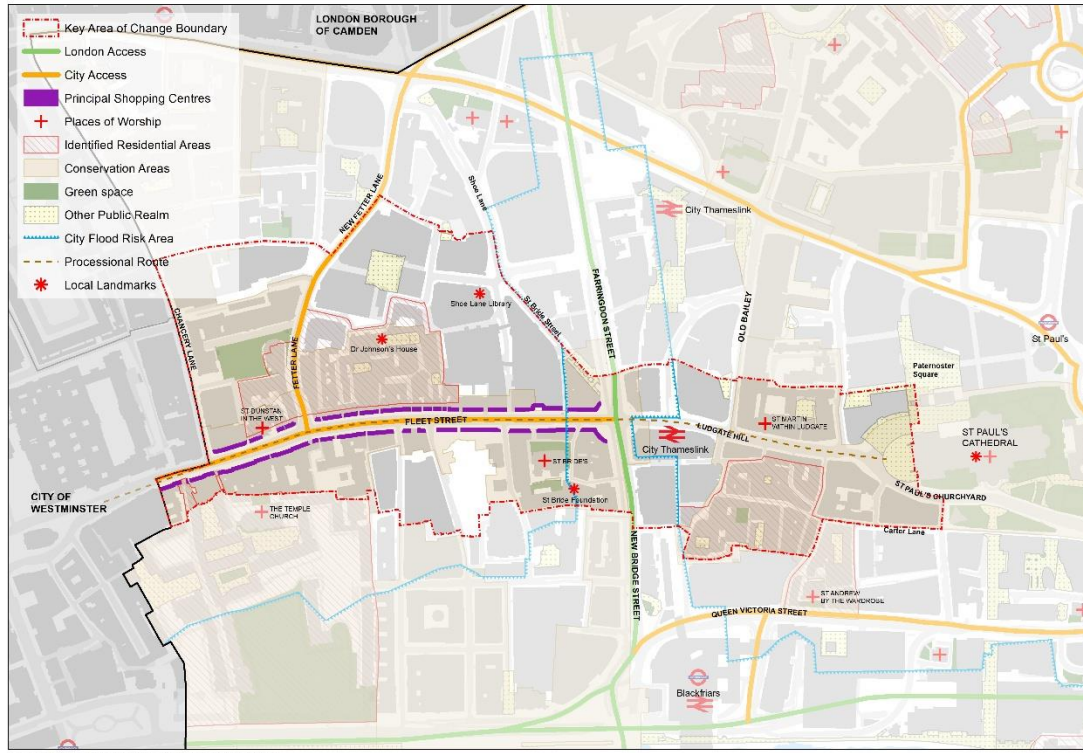 Key Area of Change Boundary
London Access
City Access
Principal Shopping Centres
Places of Worship
Identified Residential Areas
Conservation Areas
Green space
Other Public Realm
City Flood Risk Area
Processional Route
Local Landmarks
LONDON BOROUGH
OF CAMDEN
NEW FETTER LANE
Shoe Lane
City Thameslink
FARRINGDON STREET
OLD BAILEY
St Paul's
CHANCERY LANE
Shoe Lane Library
St Bride Street
Dr Johnson's House
FETTER LANE
Paternoster
Square
ST DUNSTAN
IN THE WEST
FLEET STREET
ST MARTIN
WITHIN LUDGATE
LUDGATE HILL
City Thameslink
ST PAUL'S
CATHEDRAL
ST BRIDE'S
St Bride Foundation
CITY OF
WESTMINSTER
THE TEMPLE
CHURCH
ST PAUL'S CHURCHYARD
Carter Lane
NEW BRIDGE STREET
ST ANDREW
BY THE WARDROBE
QUEEN VICTORIA STREET
Blackfriars